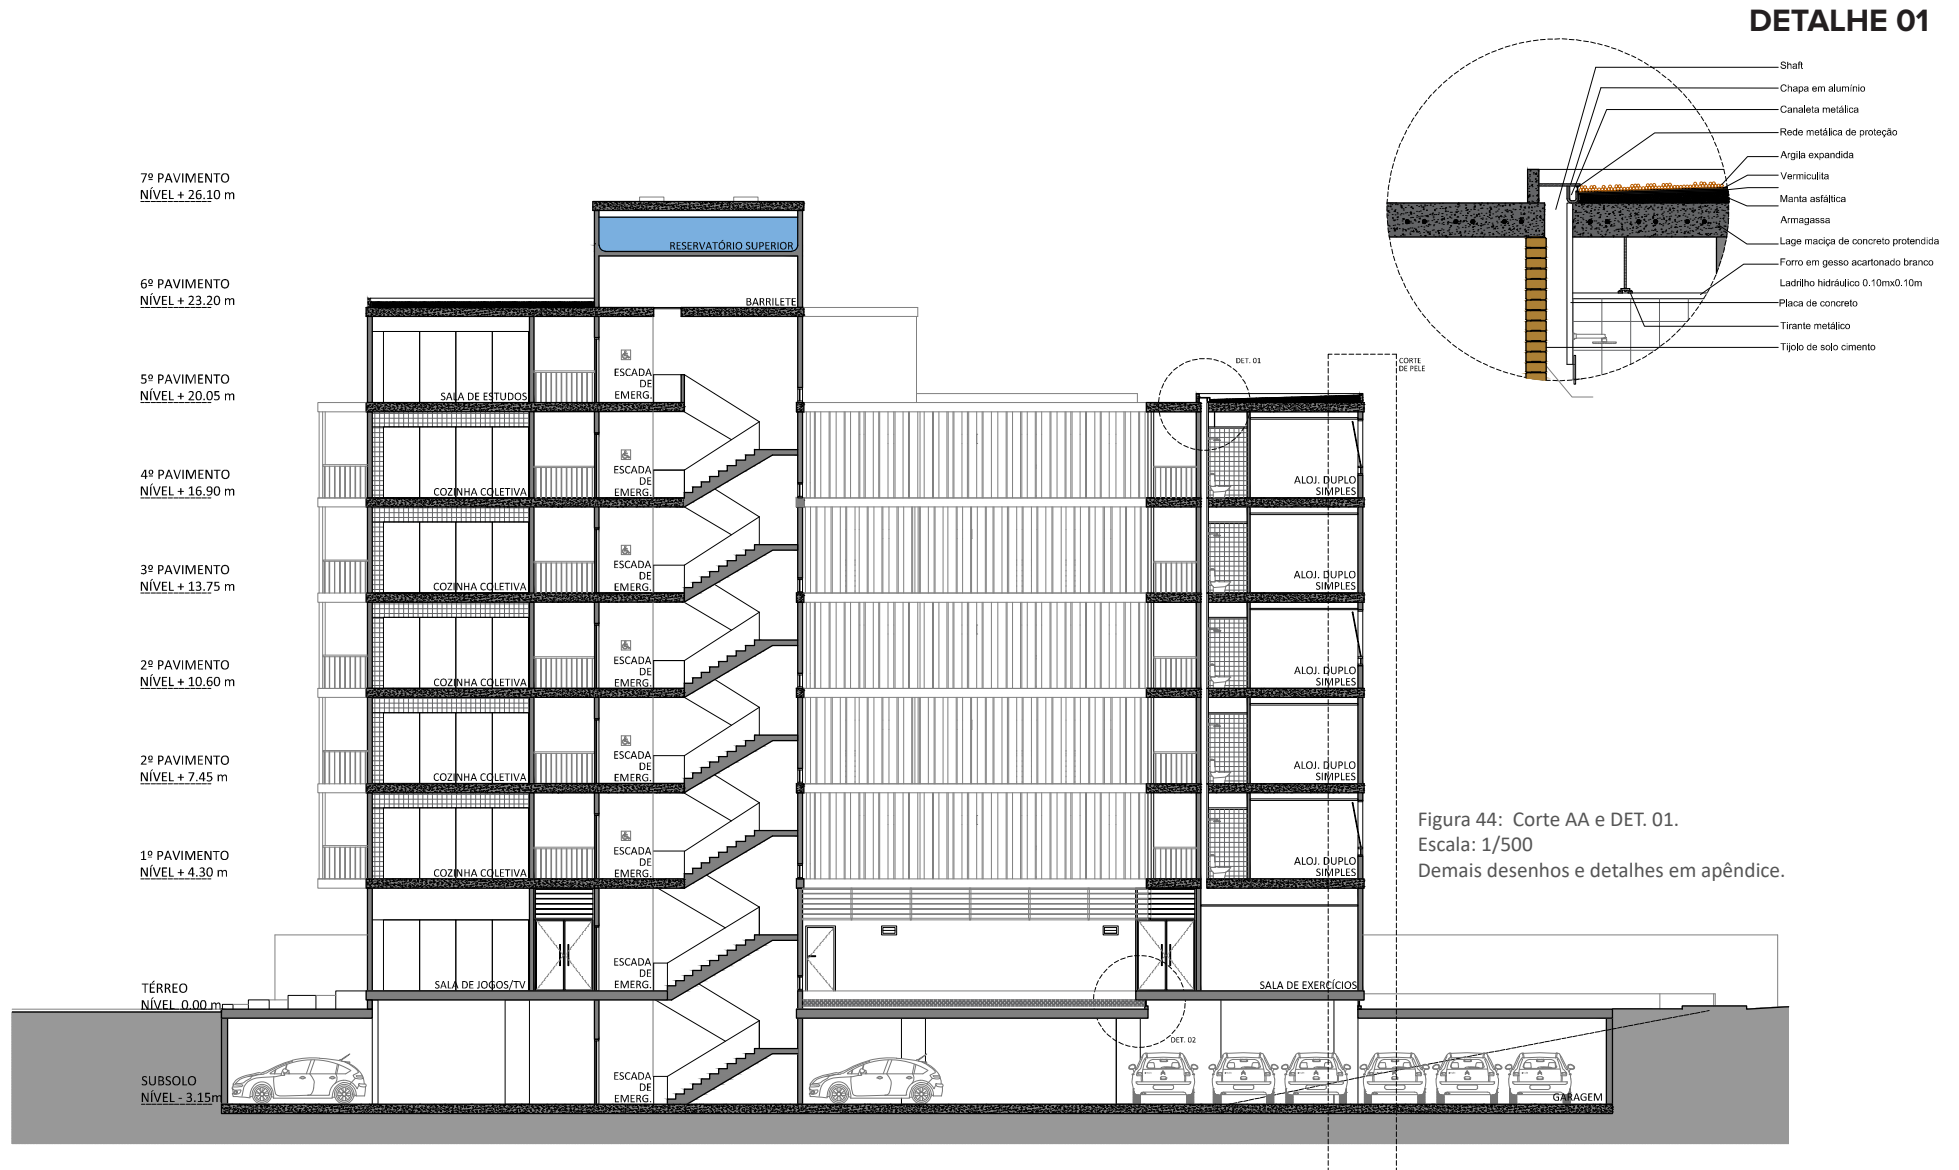 DETALHE 01
Shaft
Chapa em alumínio
Canaleta metálica
Rede metálica de proteção
Argila expandida
Vermiculita
Manta asfáltica
Armagassa
Lage maciça de concreto protendida
Forro em gesso acartonado branco
Ladrilho hidráulico 0.10mx0.10m
Placa de concreto
Tirante metálico
Tijolo de solo cimento
7º PAVIMENTO
NÍVEL + 26.10 m
RESERVATÓRIO SUPERIOR
6º PAVIMENTO
NÍVEL + 23.20 m
BARRILETE
5º PAVIMENTO
NÍVEL + 20.05 m
SALA DE ESTUDOS
ESCADA
DE
EMERG.
DET. 01
CORTE
DE PELE
4º PAVIMENTO
NÍVEL + 16.90 m
COZINHA COLETIVA
ESCADA
DE
EMERG.
ALOJ. DUPLO
SIMPLES
3º PAVIMENTO
NÍVEL + 13.75 m
COZINHA COLETIVA
ESCADA
DE
EMERG.
ALOJ. DUPLO
SIMPLES
2º PAVIMENTO
NÍVEL + 10.60 m
COZINHA COLETIVA
ESCADA
DE
EMERG.
ALOJ. DUPLO
SIMPLES
2º PAVIMENTO
NÍVEL + 7.45 m
COZINHA COLETIVA
ESCADA
DE
EMERG.
ALOJ. DUPLO
SIMPLES
1º PAVIMENTO
NÍVEL + 4.30 m
COZINHA COLETIVA
ESCADA
DE
EMERG.
ALOJ. DUPLO
SIMPLES
Figura 44: Corte AA e DET. 01.
Escala: 1/500
Demais desenhos e detalhes em apêndice.
TÉRREO
NÍVEL 0.00 m
SALA DE JOGOS/TV
ESCADA
DE
EMERG.
SALA DE EXERCÍCIOS
DET. 02
SUBSOLO
NÍVEL - 3.15m
ESCADA
DE
EMERG.
GARAGEM